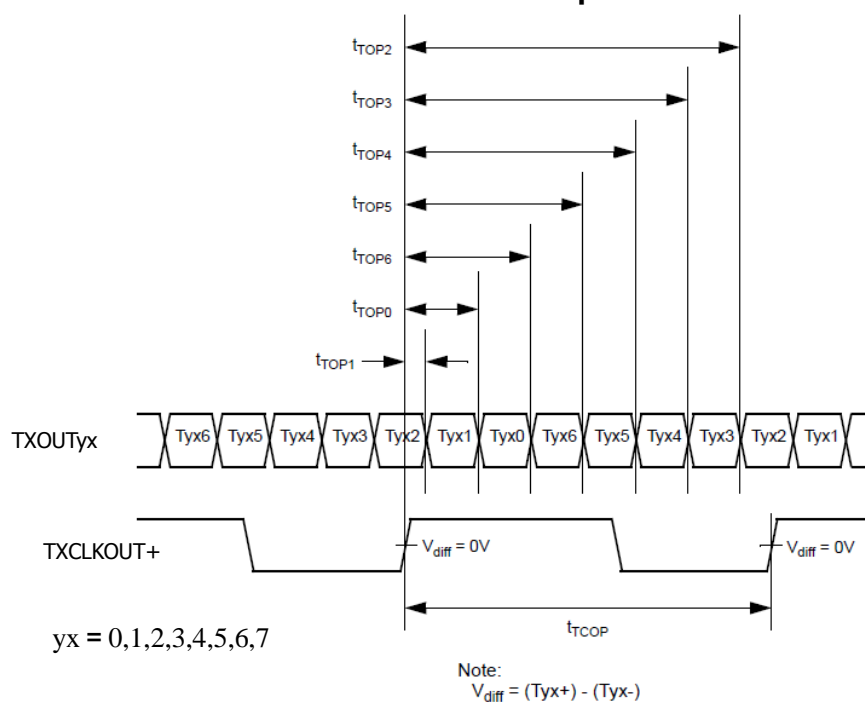 tTOP2
tTOP3
tTOP4
tTOP5
tTOP6
tTOP0
tTOP1
TXOUTyx
Tyx6 Tyx5 Tyx4 Tyx3 Tyx2 Tyx1 Tyx0 Tyx6 Tyx5 Tyx4 Tyx3 Tyx2 Tyx1
TXCLKOUT+
Vdiff = 0V
Vdiff = 0V
tTCOP
yx = 0,1,2,3,4,5,6,7
Note:
Vdiff = (Tyx+) - (Tyx-)